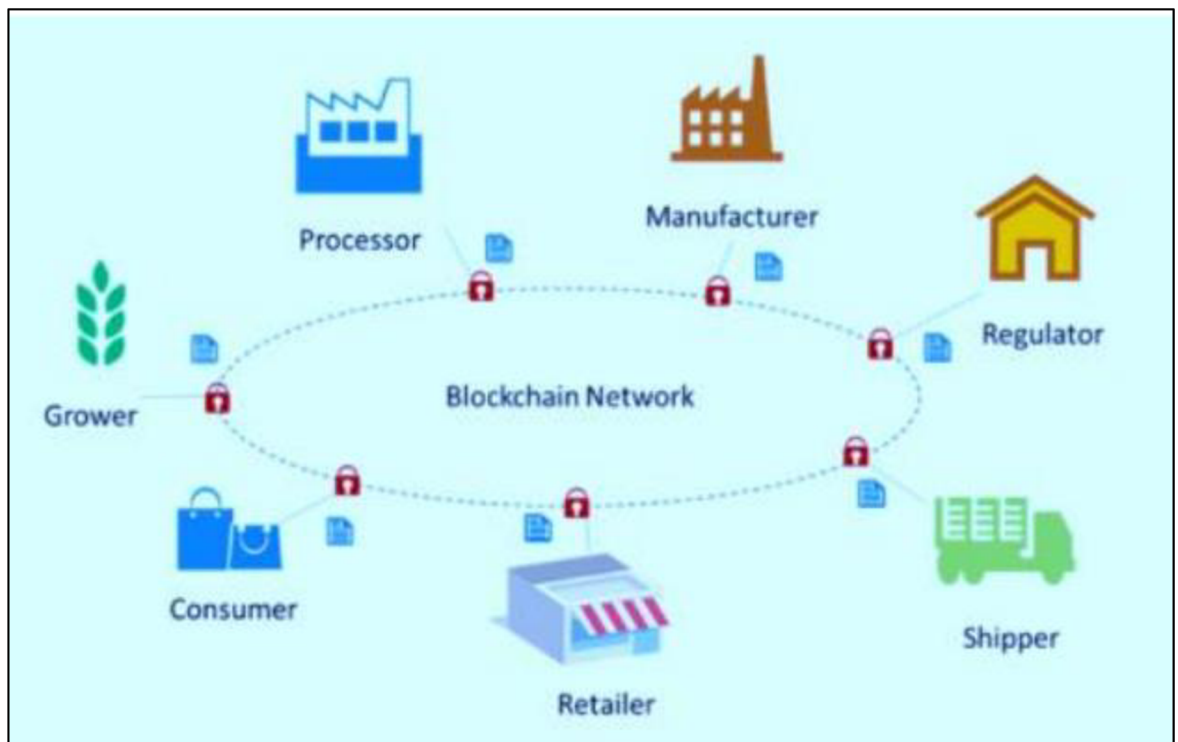 Processor
Manufacturer
Regulator
Grower
Blockchain Network
Consumer
Shipper
Retailer